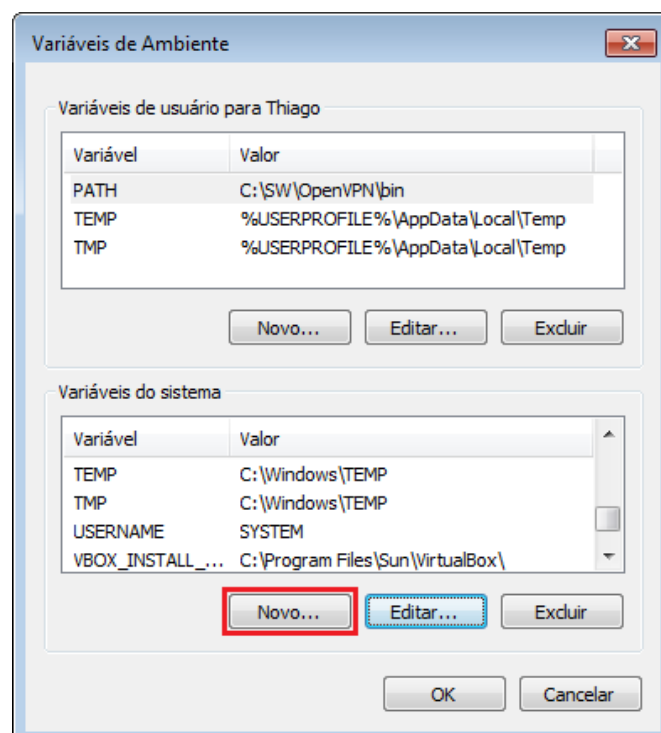 Variáveis de Ambiente
Variáveis de usuário para Thiago
Variável Valor
PATH C:\SW\OpenVPN\bin
TEMP %USERPROFILE%\AppData\Local\Temp
TMP %USERPROFILE%\AppData\Local\Temp
Novo... Editar... Excluir
Variáveis do sistema
Variável Valor
TEMP C:\Windows\TEMP
TMP C:\Windows\TEMP
USERNAME SYSTEM
VBOX_INSTALL_... C:\Program Files\Sun\VirtualBox\
Novo... Editar... Excluir
OK Cancelar